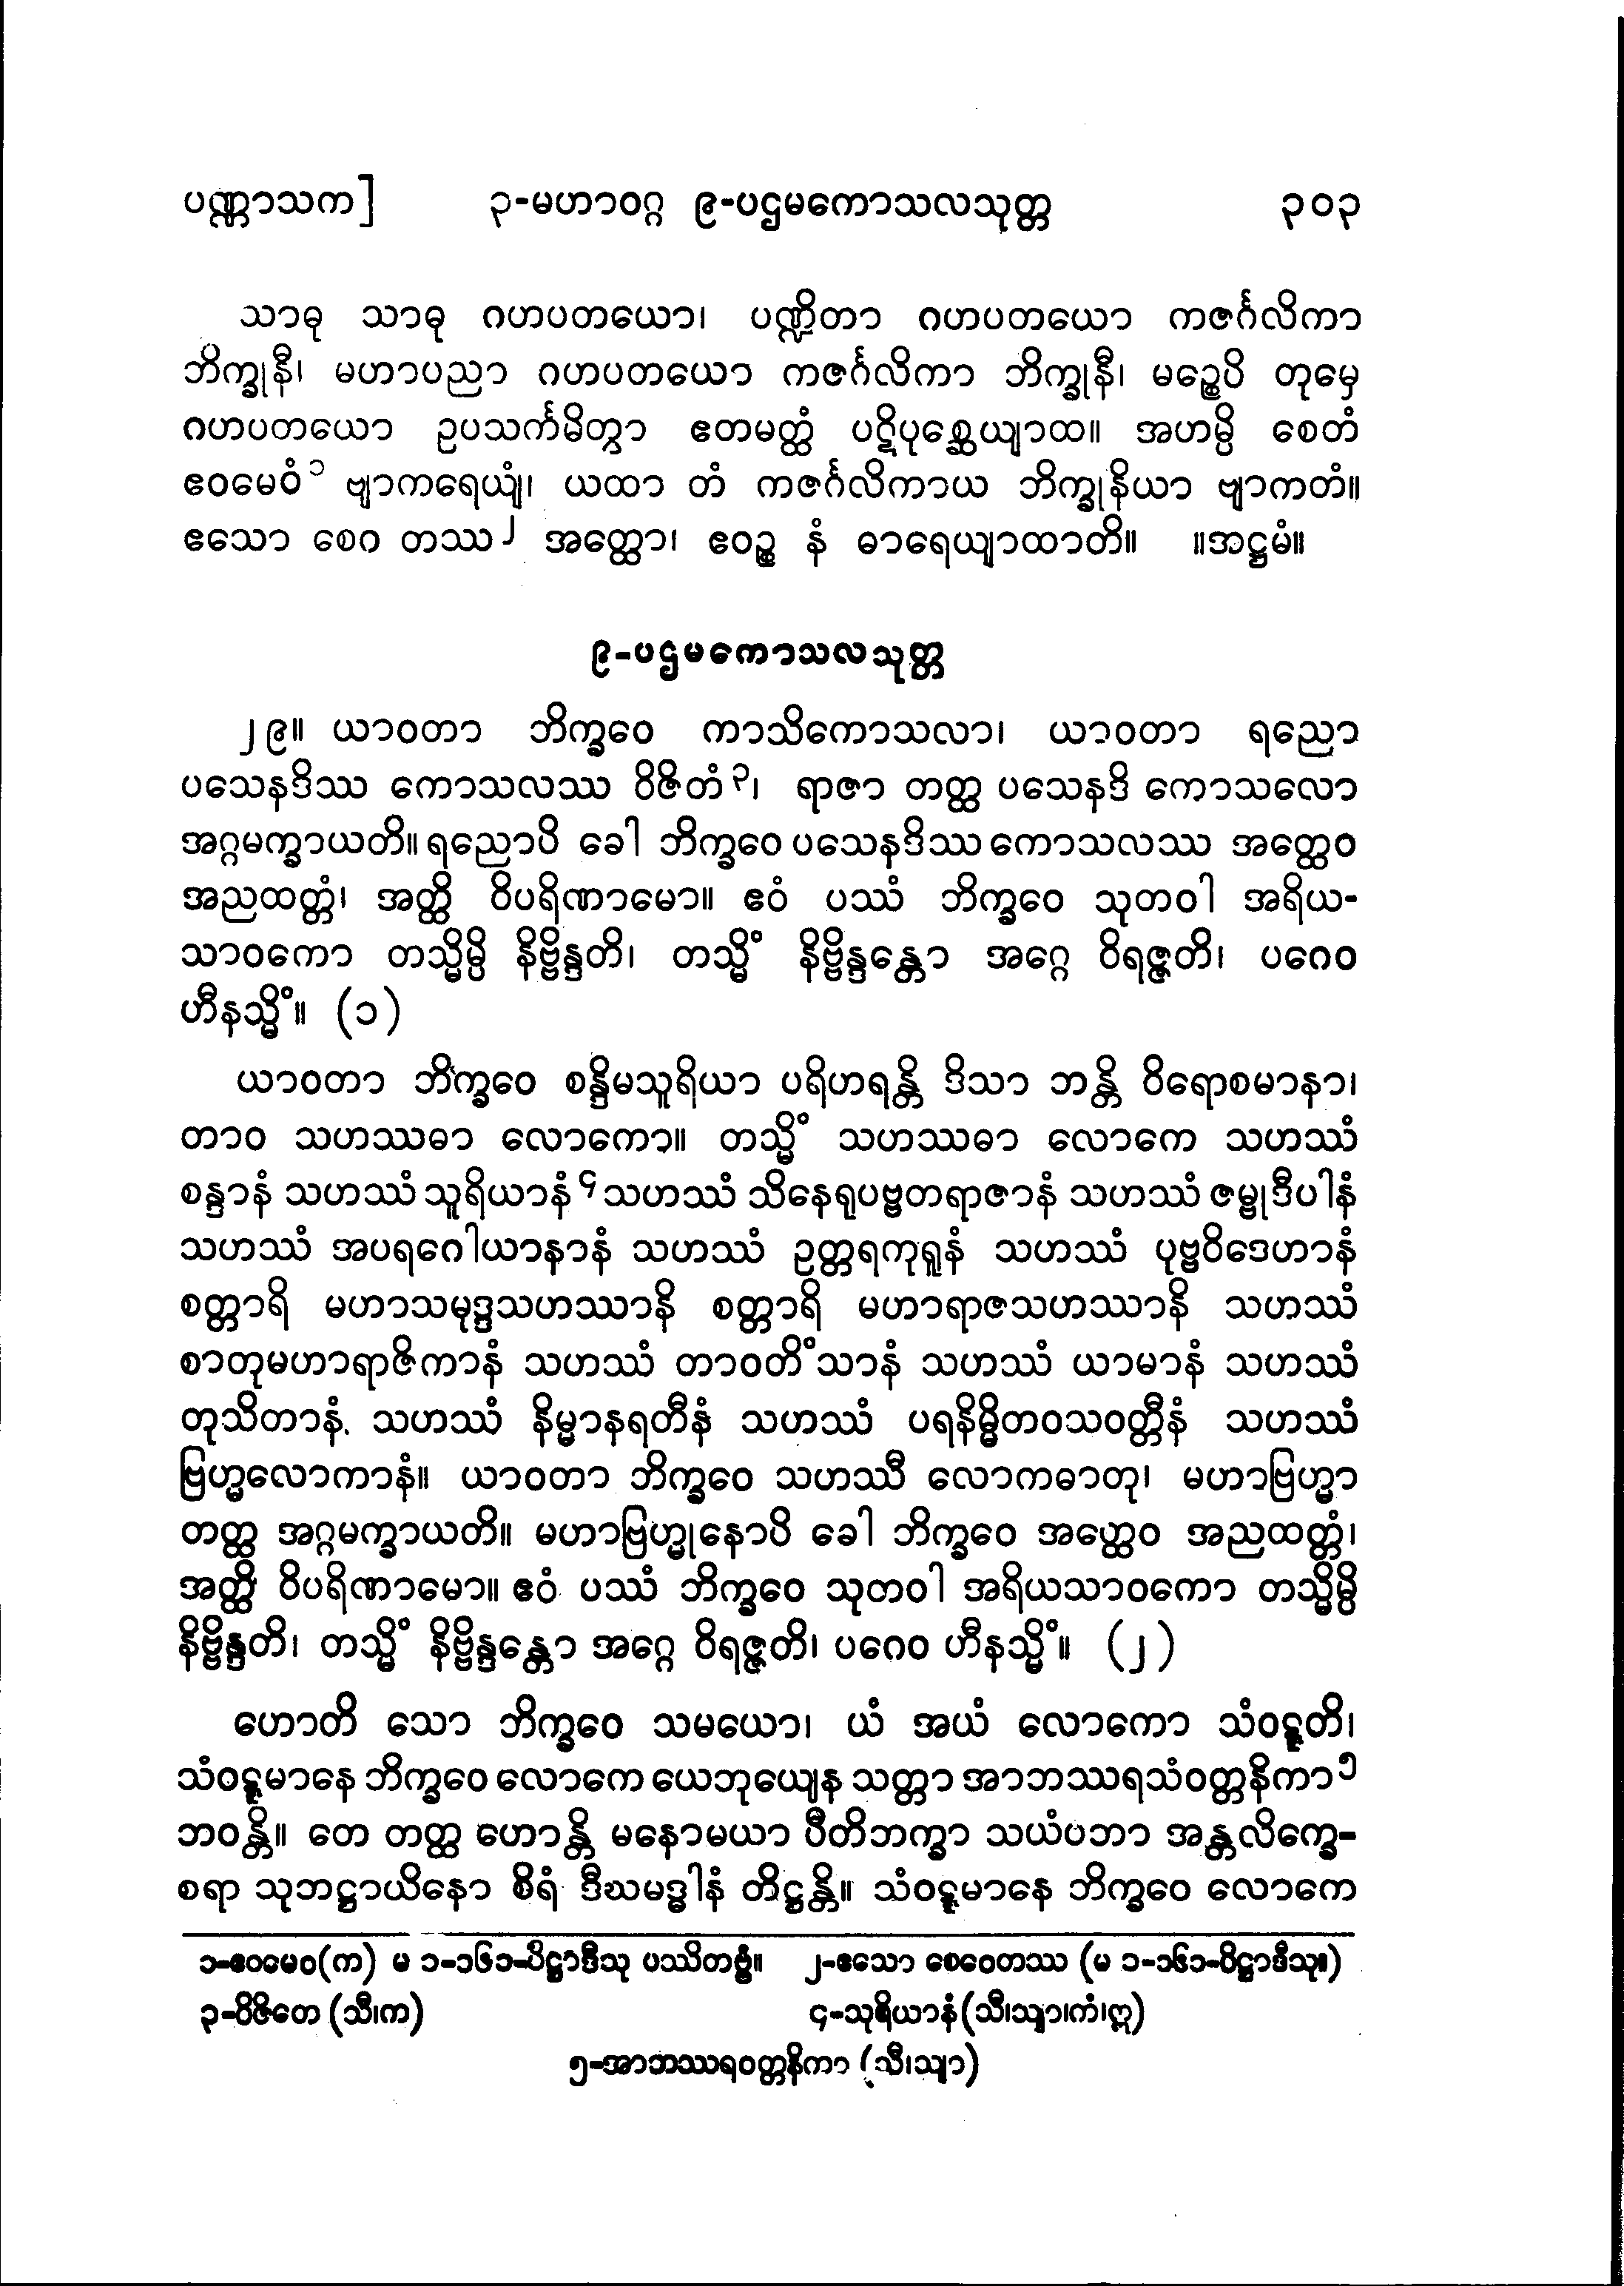 ပဏ္ဏာသက] ၃-မဟာဝဂ္ဂ ၉-ပဌမကောသလသုတ္တ ၃၀၃
သာဓု သာဓု ဂဟပတယော၊ ပဏ္ဍိတာ ဂဟပတယော ကဇင်္ဂလိကာ
ဘိက္ခုနီ၊ မဟာပညာ ဂဟပတယော ကဇင်္ဂလိကာ ဘိက္ခုနီ၊ မဉ္စေပိ တုမှေ
ဂဟပတယော ဥပသင်္ကမိတွာ ဧတမတ္ထံ ပဋိပုစ္ဆေယျာထ။ အဟမ္ပိ စေတံ
ဧဝမေဝံ၁ ဗျာကရေယျံ၊ ယထာ တံ ကဇင်္ဂလိကာယ ဘိက္ခုနိယာ ဗျာကတံ။
ဧသော စေဝ တဿ၂ အတ္ထော၊ ဧဝဉ္စ နံ ဓာရေယျာထာတိ။ ။အဋ္ဌမံ။
၉-ပဌမကောသလသုတ္တ
၂၉။ ယာဝတာ ဘိက္ခဝေ ကာသိကောသလာ၊ ယာဝတာ ရညော
ပသေနဒိဿ ကောသလဿ ဝိဇိတံ၃၊ ရာဇာ တတ္ထ ပသေနဒိ ကောသလော
အဂ္ဂမက္ခာယတိ။ ရညောပိ ခေါ ဘိက္ခဝေ ပသေနဒိဿ ကောသလဿ အတ္ထေဝ
အညထတ္တံ၊ အတ္ထိ ဝိပရိဏာမော။ ဧဝံ ပဿံ ဘိက္ခဝေ သုတဝါ အရိယ-
သာဝကော တသ္မိမ္ပိ နိဗ္ဗိန္ဒတိ၊ တသ္မိံ နိဗ္ဗိန္ဒန္တော အဂ္ဂေ ဝိရဇ္ဇတိ၊ ပဂေဝ
ဟီနသ္မိံ။ (၁)
ယာဝတာ ဘိက္ခဝေ စန္ဒိမသူရိယာ ပရိဟရန္တိ ဒိသာ ဘန္တိ ဝိရောစမာနာ၊
တာဝ သဟဿဓာ လောကော။ တသ္မိံ သဟဿဓာ လောကေ သဟဿံ
စန္ဒာနံ သဟဿံ သူရိယာနံ၄ သဟဿံ သိနေရုပဗ္ဗတရာဇာနံ သဟဿံ ဇမ္ဗုဒီပါနံ
သဟဿံ အပရဂေါယာနာနံ သဟဿံ ဥတ္တရကုရူနံ သဟဿံ ပုဗ္ဗဝိဒေဟာနံ
စတ္တာရိ မဟာသမုဒ္ဒသဟဿာနိ စတ္တာရိ မဟာရာဇသဟဿာနိ သဟဿံ
စာတုမဟာရာဇိကာနံ သဟဿံ တာဝတိံသာနံ သဟဿံ ယာမာနံ သဟဿံ
တုသိတာနံ သဟဿံ နိမ္မာနရတီနံ သဟဿံ ပရနိမ္မိတဝသဝတ္တီနံ သဟဿံ
ဗြဟ္မလောကာနံ။ ယာဝတာ ဘိက္ခဝေ သဟဿီ လောကဓာတု၊ မဟာဗြဟ္မာ
တတ္ထ အဂ္ဂမက္ခာယတိ။ မဟာဗြဟ္မုနောပိ ခေါ ဘိက္ခဝေ အတ္ထေဝ အညထတ္တံ၊
အတ္ထိ ဝိပရိဏာမော။ ဧဝံ ပဿံ ဘိက္ခဝေ သုတဝါ အရိယသာဝကော တသ္မိမ္ပိ
နိဗ္ဗိန္ဒတိ၊ တသ္မိံ နိဗ္ဗိန္ဒန္တော အဂ္ဂေ ဝိရဇ္ဇတိ၊ ပဂေဝ ဟီနသ္မိံ။ (၂)
ဟောတိ သော ဘိက္ခဝေ သမယော၊ ယံ အယံ လောကော သံဝဋ္ဋတိ၊
သံဝဋ္ဋမာနေ ဘိက္ခဝေ လောကေ ယေဘုယျေန သတ္တာ အာဘဿရသံဝတ္တနိကာ၅
ဘဝန္တိ။ တေ တတ္ထ ဟောန္တိ မနောမယာ ပီတိဘက္ခာ သယံပဘာ အန္တလိက္ခေ-
စရာ သုဘဋ္ဌာယိနော စိရံ ဒီဃမဒ္ဓါနံ တိဋ္ဌန္တိ။ သံဝဋ္ဋမာနေ ဘိက္ခဝေ လောကေ
၁-ဧဝမေဝ(က) မ ၁-၁၆၁-ပိဋ္ဌာဒီသု ပဿိတဗ္ဗံ။ ၂-ဧသော စေဝေတဿ (မ ၁-၁၆၁-ပိဋ္ဌာဒီသု။)
၃-ဝိဇိတေ (သီ၊က) ၄-သုရိယာနံ(သီ၊သျာ၊ကံ၊ဣ)
၅-အာဘဿရဝတ္တနိကာ (သီ၊သျာ)